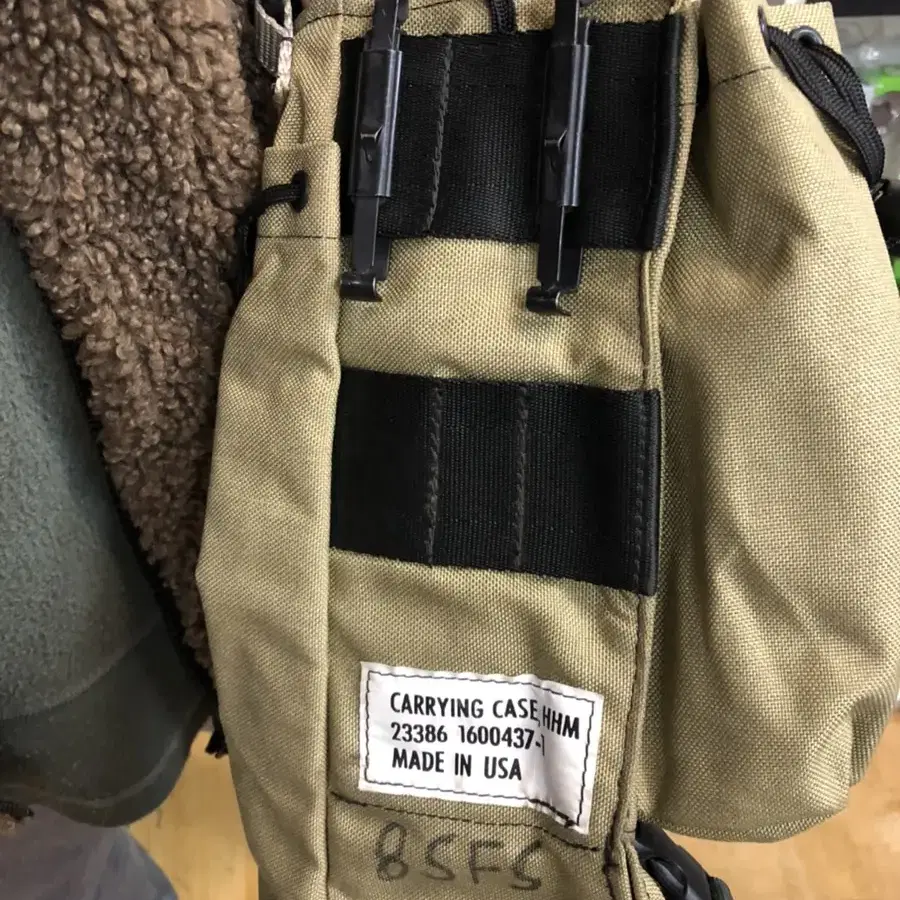 CARRYING CASE, HHM
23386 1600437-1
MADE IN USA
8SFS